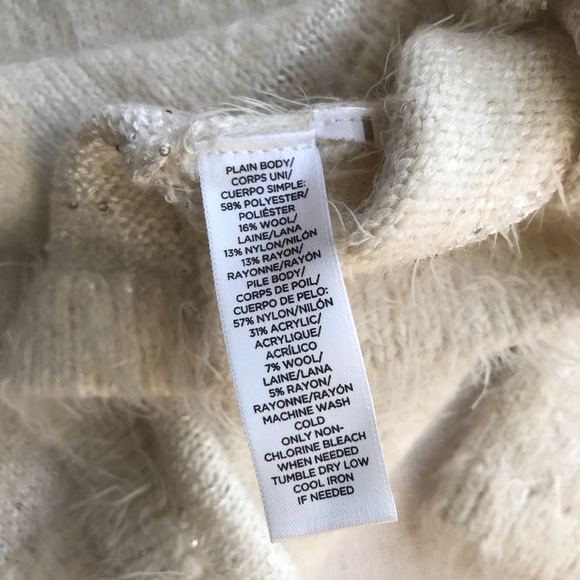 PLAIN BODY/
CORPS UNI/
CUERPO SIMPLE:
58% POLYESTER/
POLIÉSTER
16% WOOL/
LAINE/LANA
13% NYLON/NILÓN
13% RAYON/
RAYONNE/RAYÓN
PILE BODY/
CORPS DE POIL/
CUERPO DE PELO:
57% NYLON/NILÓN
31% ACRYLIC/
ACRYLIQUE/
ACRÍLICO
7% WOOL/
LAINE/LANA
5% RAYON/
RAYONNE/RAYÓN
MACHINE WASH
COLD
ONLY NON-
CHLORINE BLEACH
WHEN NEEDED
TUMBLE DRY LOW
COOL IRON
IF NEEDED